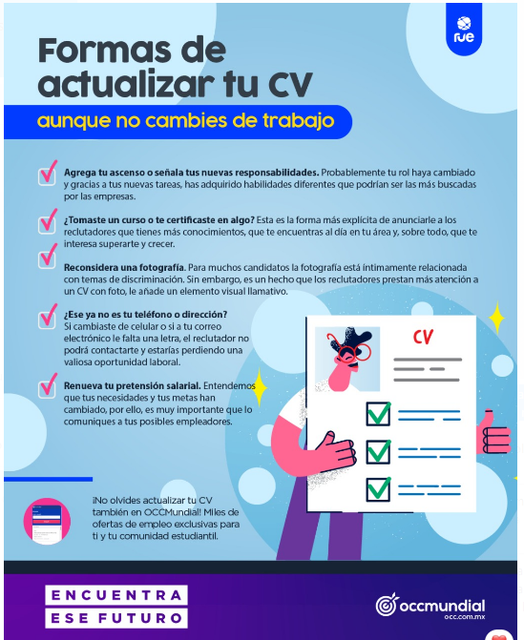 rue
Formas de
actualizar tu CV
aunque no cambies de trabajo
Agrega tu ascenso o señala tus nuevas responsabilidades. Probablemente tu rol haya cambiado
y gracias a tus nuevas tareas, has adquirido habilidades diferentes que podrían ser las más buscadas
por las empresas.
¿Tomaste un curso o te certificaste en algo? Esta es la forma más explícita de anunciarle a los
reclutadores que tienes más conocimientos, que te encuentras al día en tu área y, sobre todo, que te
interesa superarte y crecer.
Reconsidera una fotografía. Para muchos candidatos la fotografía está íntimamente relacionada
con temas de discriminación. Sin embargo, es un hecho que los reclutadores prestan más atención a
un CV con foto, le añade un elemento visual llamativo.
¿Ese ya no es tu teléfono o dirección?
Si cambiaste de celular o si a tu correo
electrónico le falta una letra, el reclutador no
podrá contactarte y estarías perdiendo una
valiosa oportunidad laboral.
Renueva tu pretensión salarial. Entendemos
que tus necesidades y tus metas han
cambiado, por ello, es muy importante que lo
comuniques a tus posibles empleadores.
CV
¡No olvides actualizar tu CV
también en OCCMundial! Miles de
ofertas de empleo exclusivas para
ti y tu comunidad estudiantil.
ENCUENTRA
ESE FUTURO
occmundial
occ.com.mx